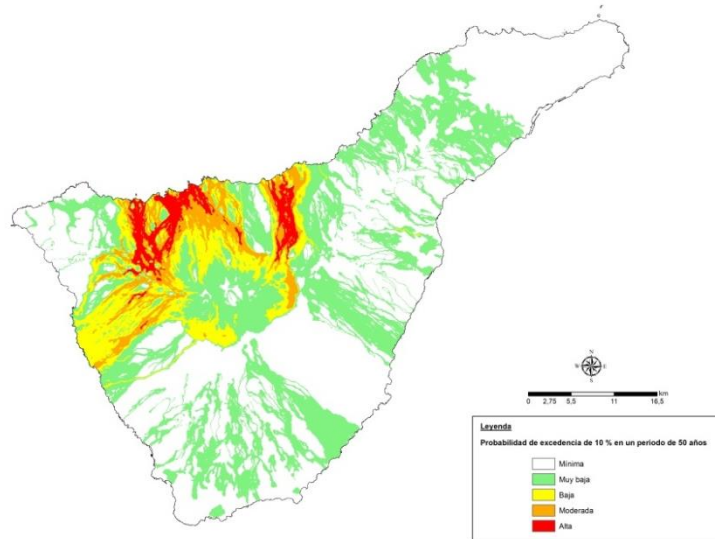 N
W E
S
km
0 2,75 5,5 11 16,5
Leyenda
Probabilidad de excedencia de 10 % en un periodo de 50 años
Mínima
Muy baja
Baja
Moderada
Alta